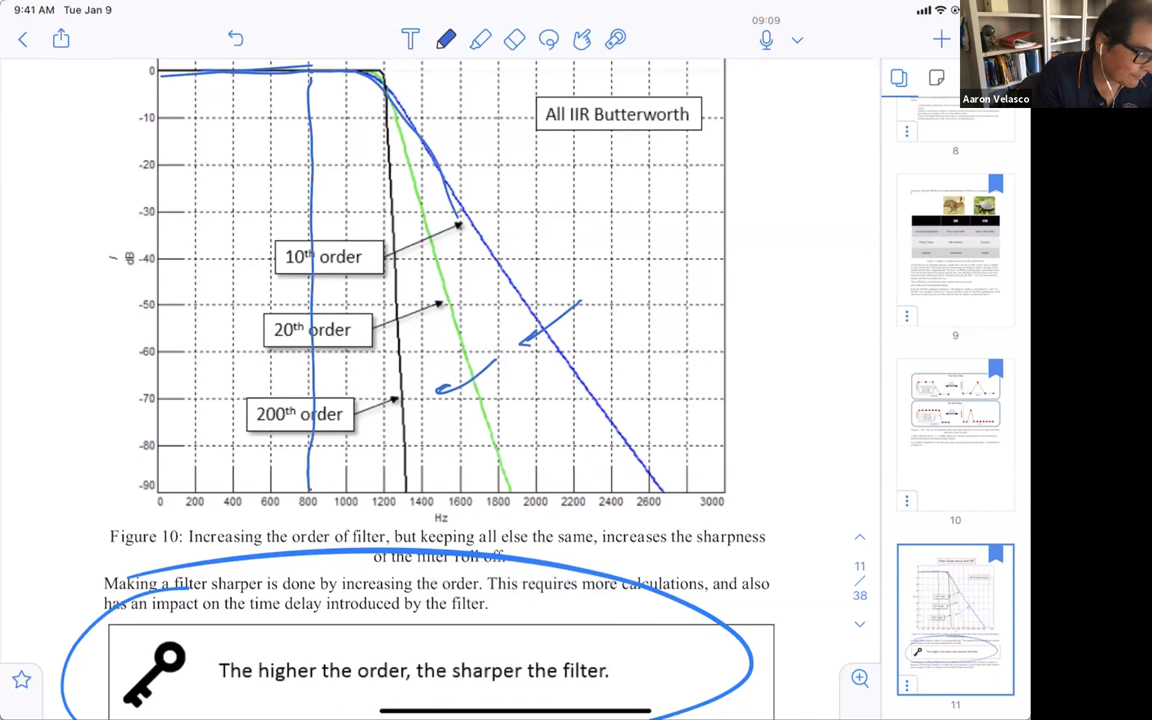 9:41 AM Tue Jan 9
09:09
Aaron Velasco
0
-10
-20
-30
-40
-50
-60
-70
-80
-90
dB
/
All IIR Butterworth
10th order
20th order
200th order
0 200 400 600 800 1000 1200 1400 1600 1800 2000 2200 2400 2600 3000
Hz
Figure 10: Increasing the order of filter, but keeping all else the same, increases the sharpness
of the filter roll off.
Making a filter sharper is done by increasing the order. This requires more calculations, and also
has an impact on the time delay introduced by the filter.
The higher the order, the sharper the filter.
8
9
10
11
11
/
38